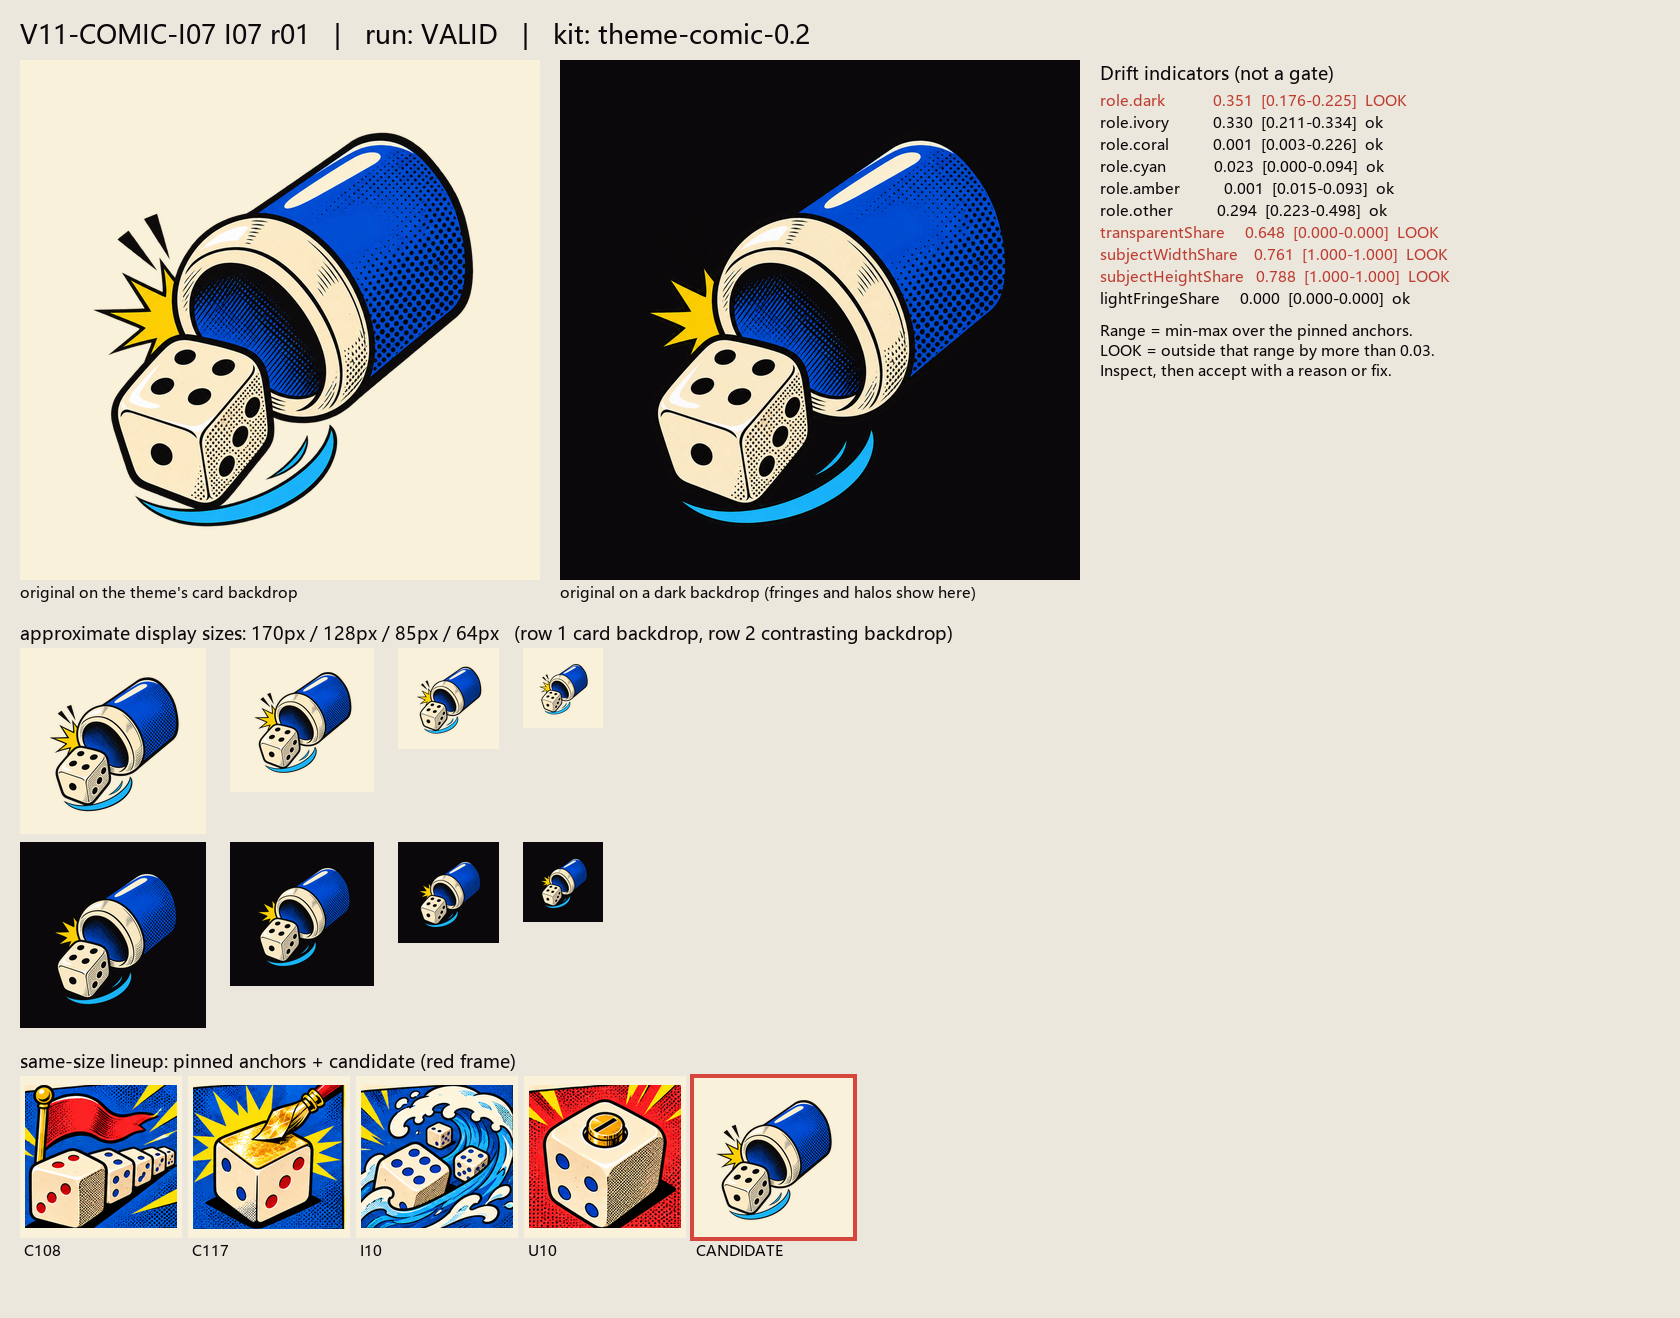 V11-COMIC-I07 I07 r01 | run: VALID | kit: theme-comic-0.2
Drift indicators (not a gate)
role.dark 0.351 [0.176-0.225] LOOK
role.ivory 0.330 [0.211-0.334] ok
role.coral 0.001 [0.003-0.226] ok
role.cyan 0.023 [0.000-0.094] ok
role.amber 0.001 [0.015-0.093] ok
role.other 0.294 [0.223-0.498] ok
transparentShare 0.648 [0.000-0.000] LOOK
subjectWidthShare 0.761 [1.000-1.000] LOOK
subjectHeightShare 0.788 [1.000-1.000] LOOK
lightFringeShare 0.000 [0.000-0.000] ok
Range = min-max over the pinned anchors.
LOOK = outside that range by more than 0.03.
Inspect, then accept with a reason or fix.
original on the theme's card backdrop
original on a dark backdrop (fringes and halos show here)
approximate display sizes: 170px / 128px / 85px / 64px (row 1 card backdrop, row 2 contrasting backdrop)
same-size lineup: pinned anchors + candidate (red frame)
C108
C117
I10
U10
CANDIDATE